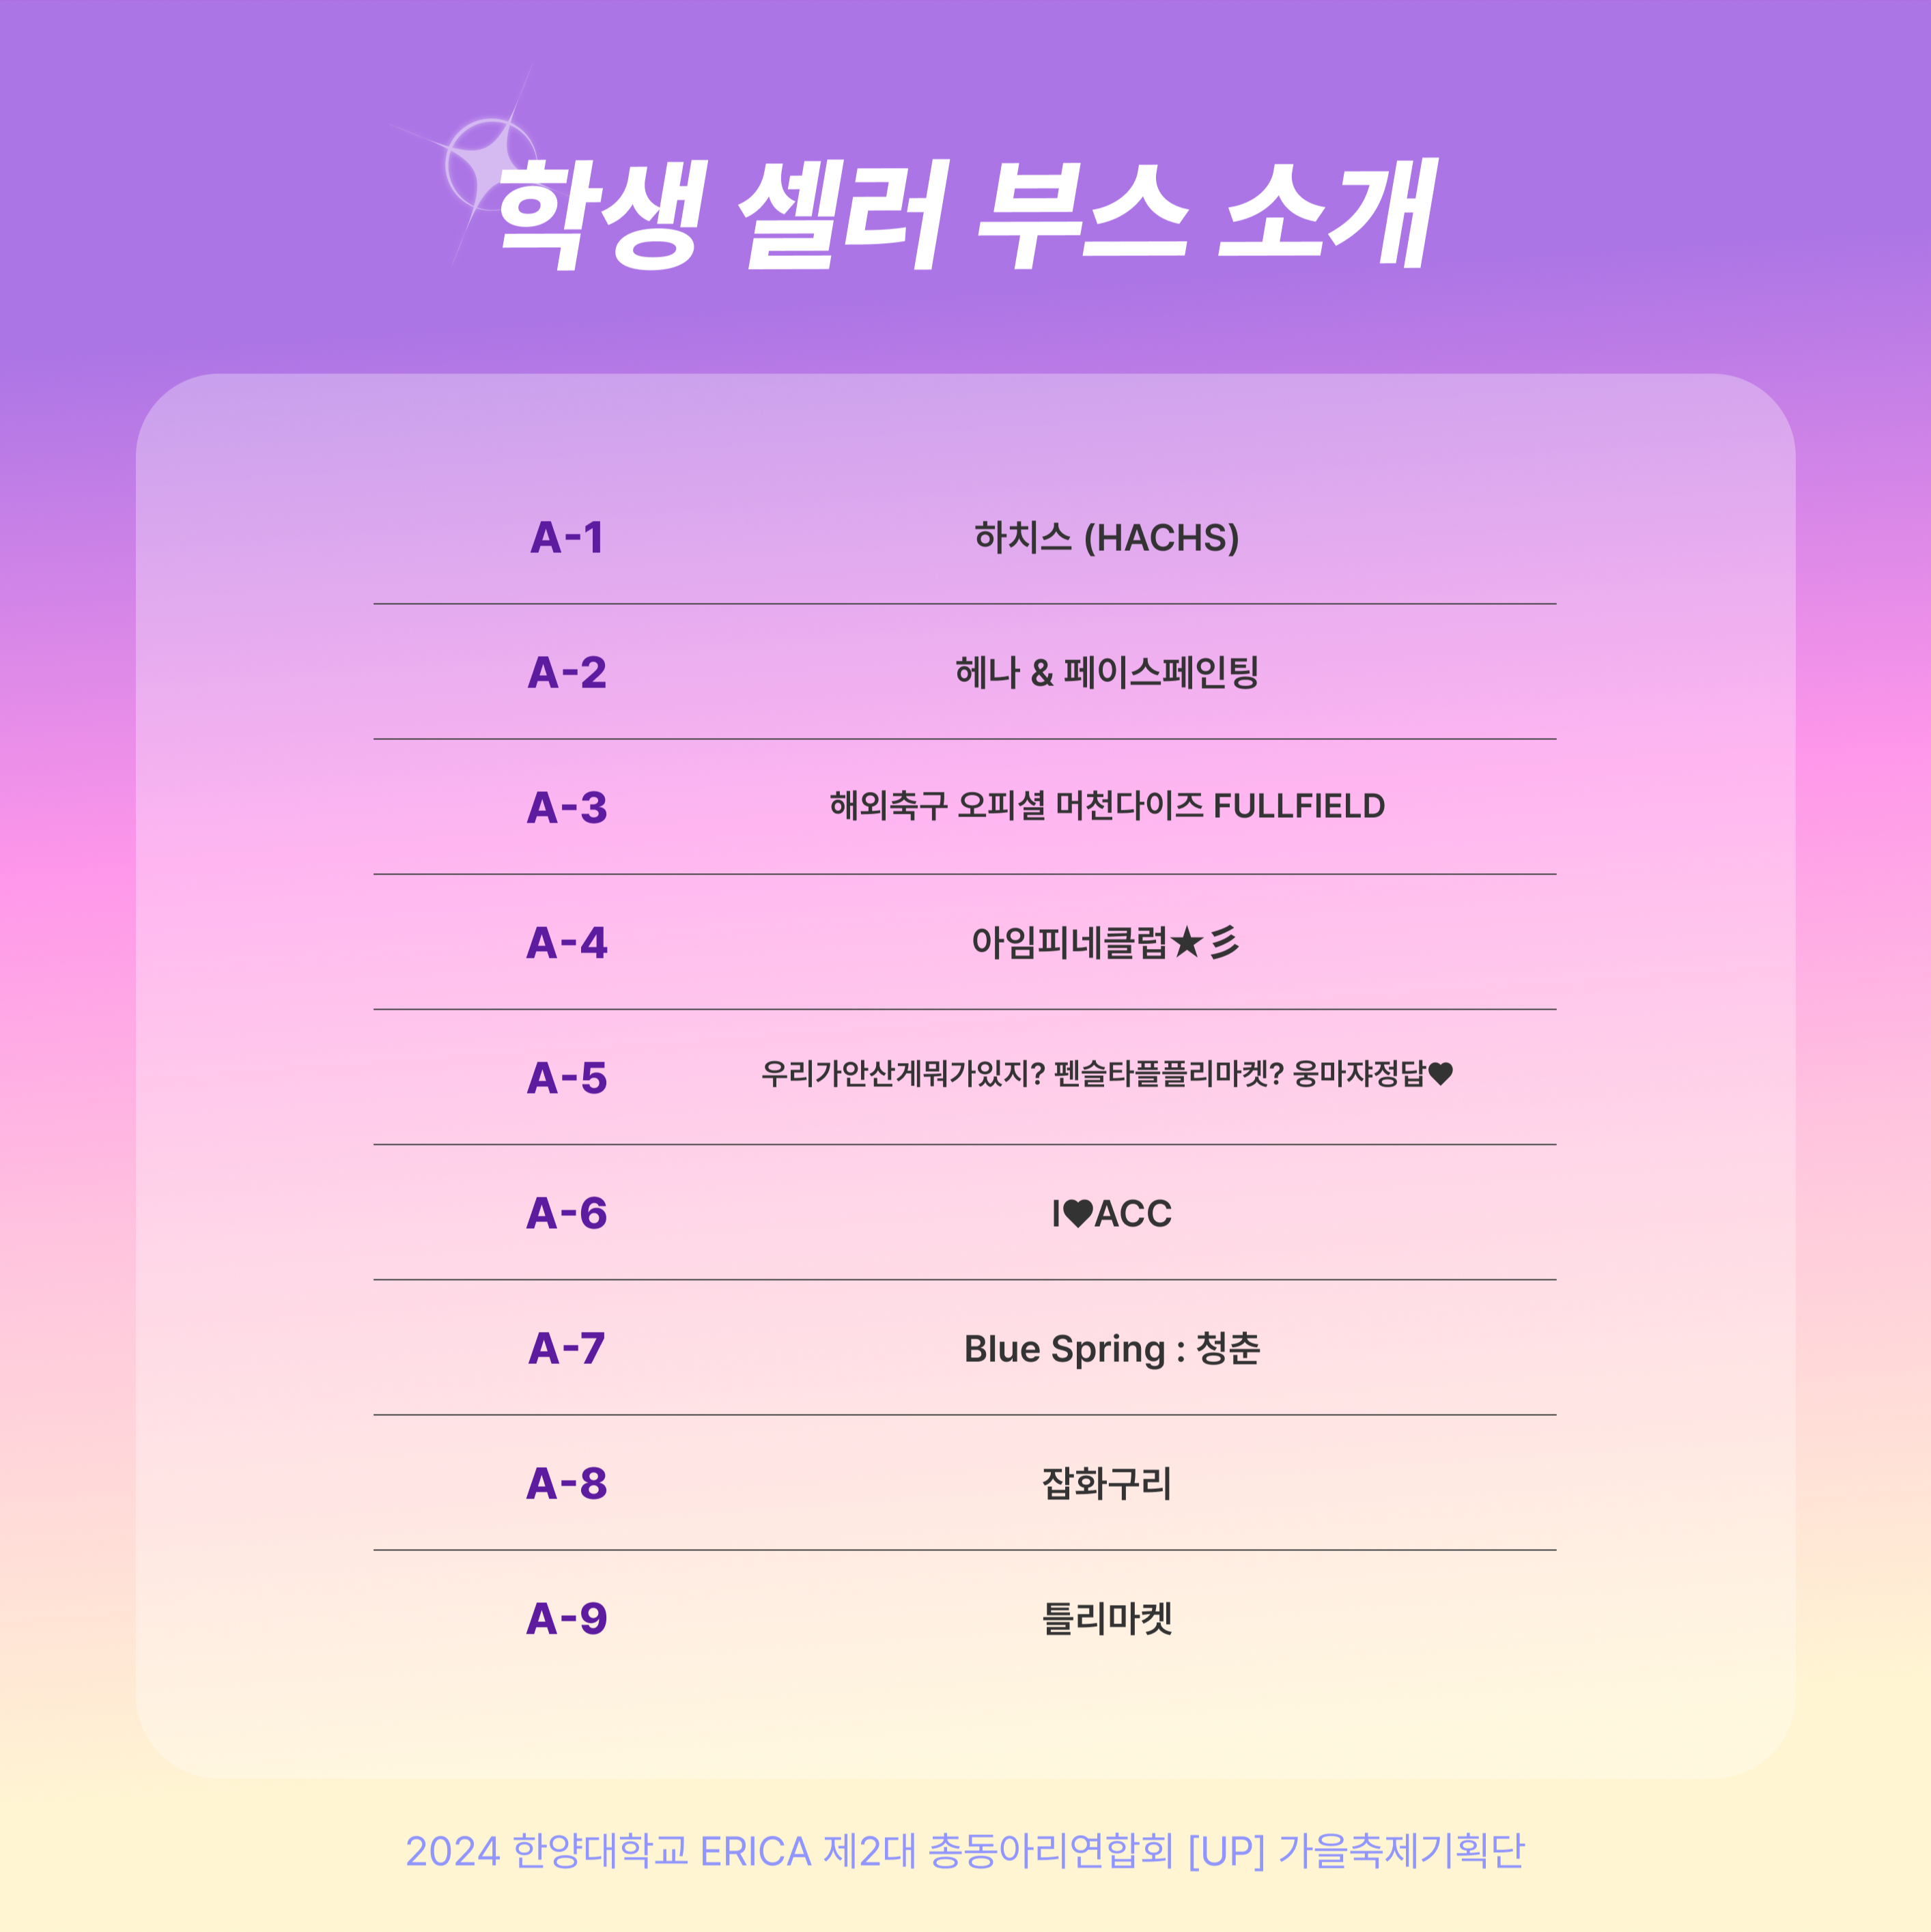 학생 셀러 부스 소개
A-1 하치스 (HACHS)
A-2 헤나 & 페이스페인팅
A-3 해외축구 오피셜 머천다이즈 FULLFIELD
A-4 아임피네클럽★彡
A-5 우리가안산게뭐가있지? 펜슬타플플리마켓? 웅마쟈정답♥
A-6 I♥ACC
A-7 Blue Spring : 청춘
A-8 잡화구리
A-9 틀리마켓
2024 한양대학교 ERICA 제2대 총동아리연합회 [UP] 가을축제기획단